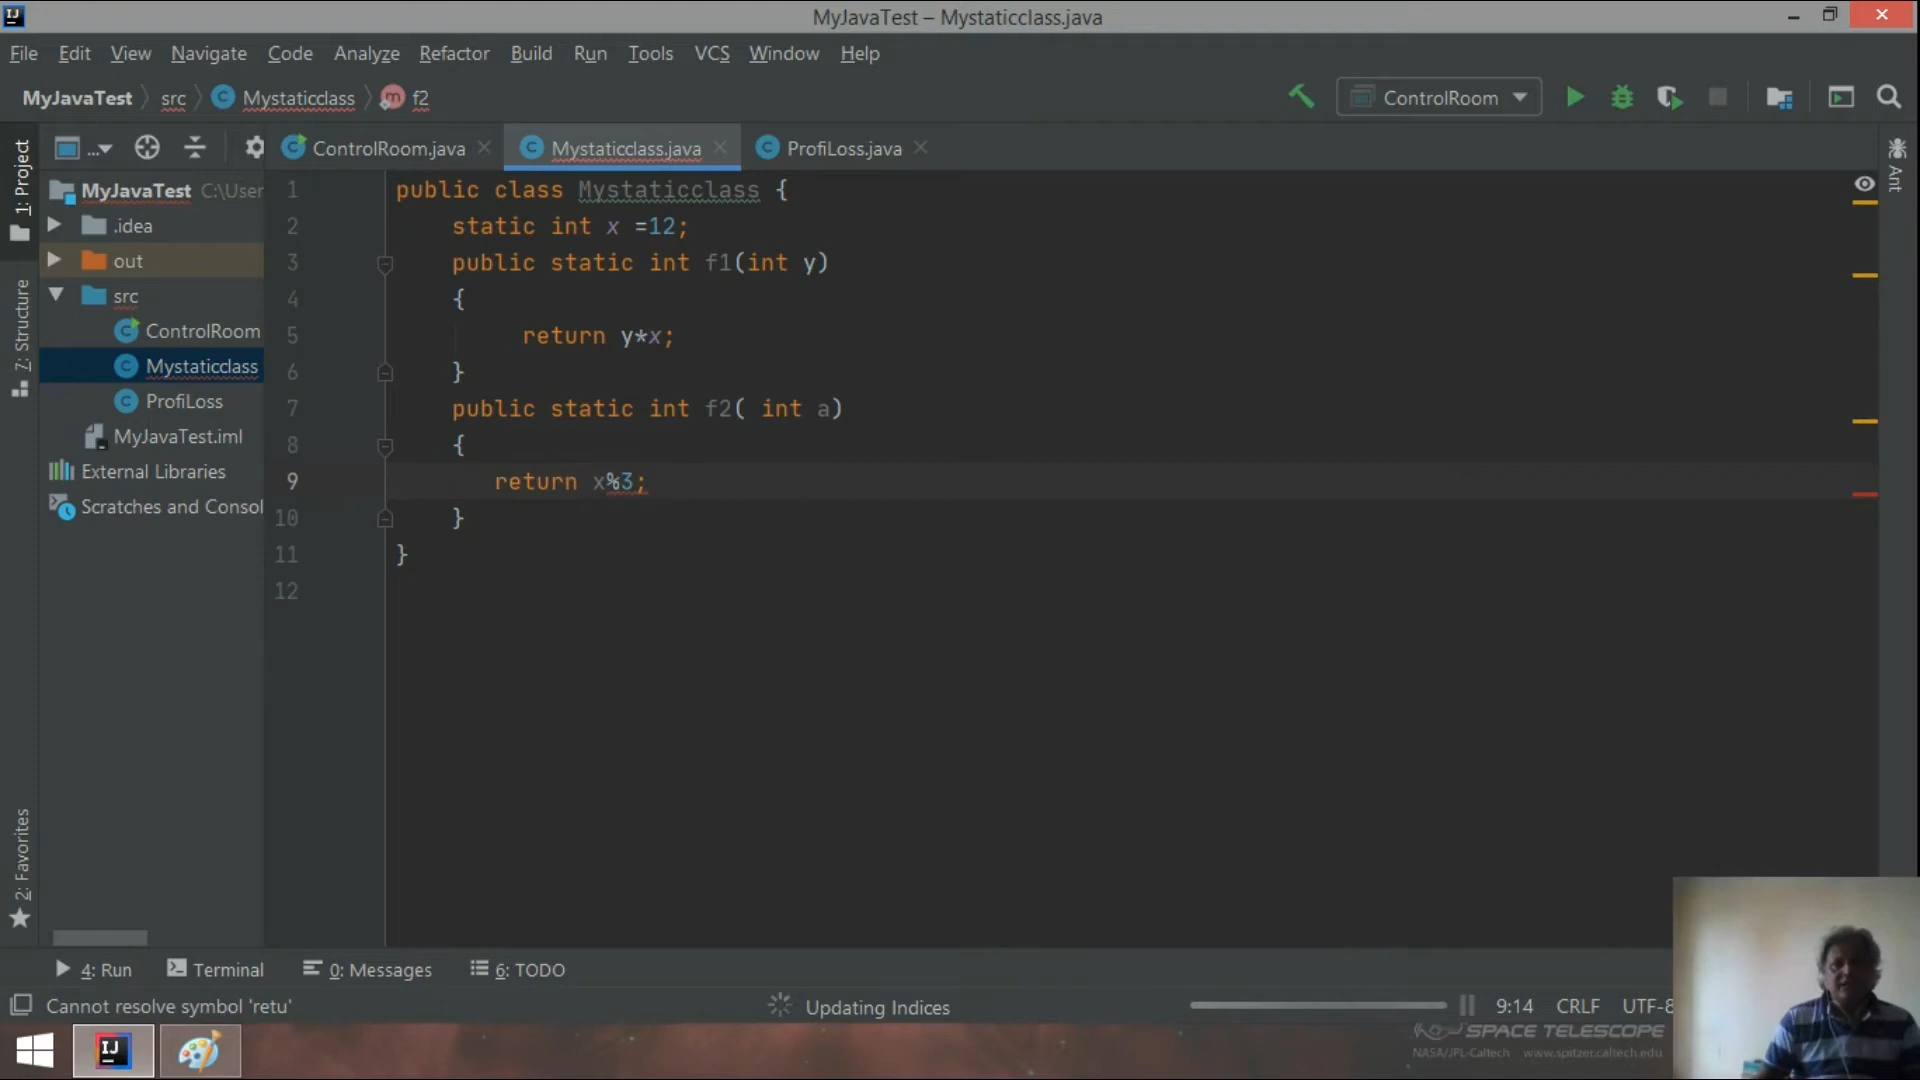 MyJavaTest – Mystaticclass.java
File Edit View Navigate Code Analyze Refactor Build Run Tools VCS Window Help
MyJavaTest src Mystaticclass f2
ControlRoom
1: Project
7: Structure
2: Favorites
...
MyJavaTest C:\User
.idea
out
src
ControlRoom
Mystaticclass
ProfiLoss
MyJavaTest.iml
External Libraries
Scratches and Consol
ControlRoom.java Mystaticclass.java ProfiLoss.java
1 public class Mystaticclass {
2 static int x =12;
3 public static int f1(int y)
4 {
5 return y*x;
6 }
7 public static int f2( int a)
8 {
9 return x%3;
10 }
11 }
12
Ant
4: Run Terminal 0: Messages 6: TODO
Cannot resolve symbol 'retu' Updating Indices 9:14 CRLF UTF-8
SPACE TELESCOPE
NASA/JPL-Caltech www.spitzer.caltech.edu